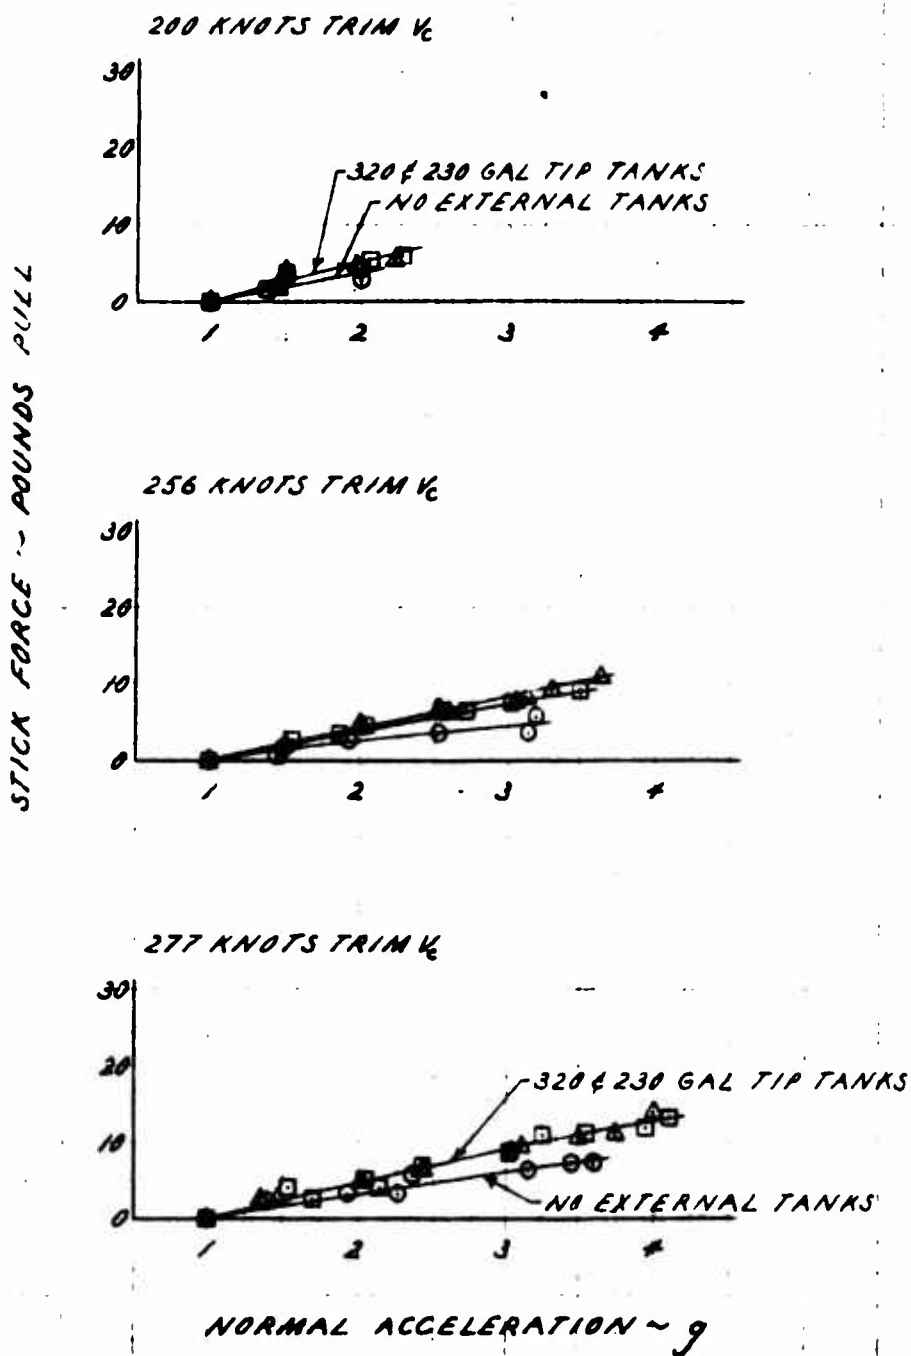 200 KNOTS TRIM Vc
30
20
10
0
320 & 230 GAL TIP TANKS
NO EXTERNAL TANKS
1 2 3 4
STICK FORCE ~ POUNDS PULL
256 KNOTS TRIM Vc
30
20
10
0
1 2 3 4
277 KNOTS TRIM Vc
30
20
10
0
320 & 230 GAL TIP TANKS
NO EXTERNAL TANKS
1 2 3 4
NORMAL ACCELERATION ~ g